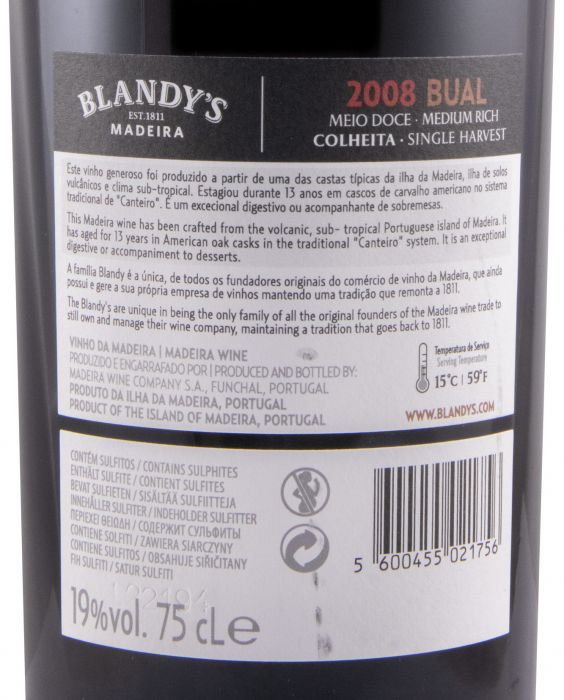 BLANDY'S
EST.1811
MADEIRA
2008 BUAL
MEIO DOCE · MEDIUM RICH
COLHEITA · SINGLE HARVEST
Este vinho generoso foi produzido a partir de uma das castas típicas da ilha da Madeira, ilha de solos
vulcânicos e clima sub-tropical. Estagiou durante 13 anos em cascos de carvalho americano no sistema
tradicional de "Canteiro". É um excecional digestivo ou acompanhante de sobremesas.
This Madeira wine has been crafted from the volcanic, sub- tropical Portuguese island of Madeira. It
has aged for 13 years in American oak casks in the traditional "Canteiro" system. It is an exceptional
digestive or accompaniment to desserts.
A família Blandy é a única, de todos os fundadores originais do comércio de vinho da Madeira, que ainda
possui e gere a sua própria empresa de vinhos mantendo uma tradição que remonta a 1811.
The Blandy's are unique in being the only family of all the original founders of the Madeira wine trade to
still own and manage their wine company, maintaining a tradition that goes back to 1811.
VINHO DA MADEIRA | MADEIRA WINE
PRODUZIDO E ENGARRAFADO POR | PRODUCED AND BOTTLED BY:
MADEIRA WINE COMPANY S.A., FUNCHAL, PORTUGAL
PRODUTO DA ILHA DA MADEIRA, PORTUGAL
PRODUCT OF THE ISLAND OF MADEIRA, PORTUGAL
Temperatura de Serviço
Serving Temperature
15°C | 59°F
WWW.BLANDYS.COM
CONTÉM SULFITOS / CONTAINS SULPHITES
ENTHÄLT SULFITE / CONTIENT SULFITES
BEVAT SULFIETEN / SISÄLTÄÄ SULFIITTEJA
INNEHÅLLER SULFITER / INDEHOLDER SULFITTER
ΠΕΡΙΕΧΕΙ ΘΕΙΩΔΗ / СОДЕРЖИТ СУЛЬФИТЫ
CONTIENE SOLFITI / ZAWIERA SIARCZYNY
CONTIENE SULFITOS / OBSAHUJE SIŘIČITANY
FIH SULFITI / SATUR SULFITI
19%vol. 75 cLe
5 600455 021756